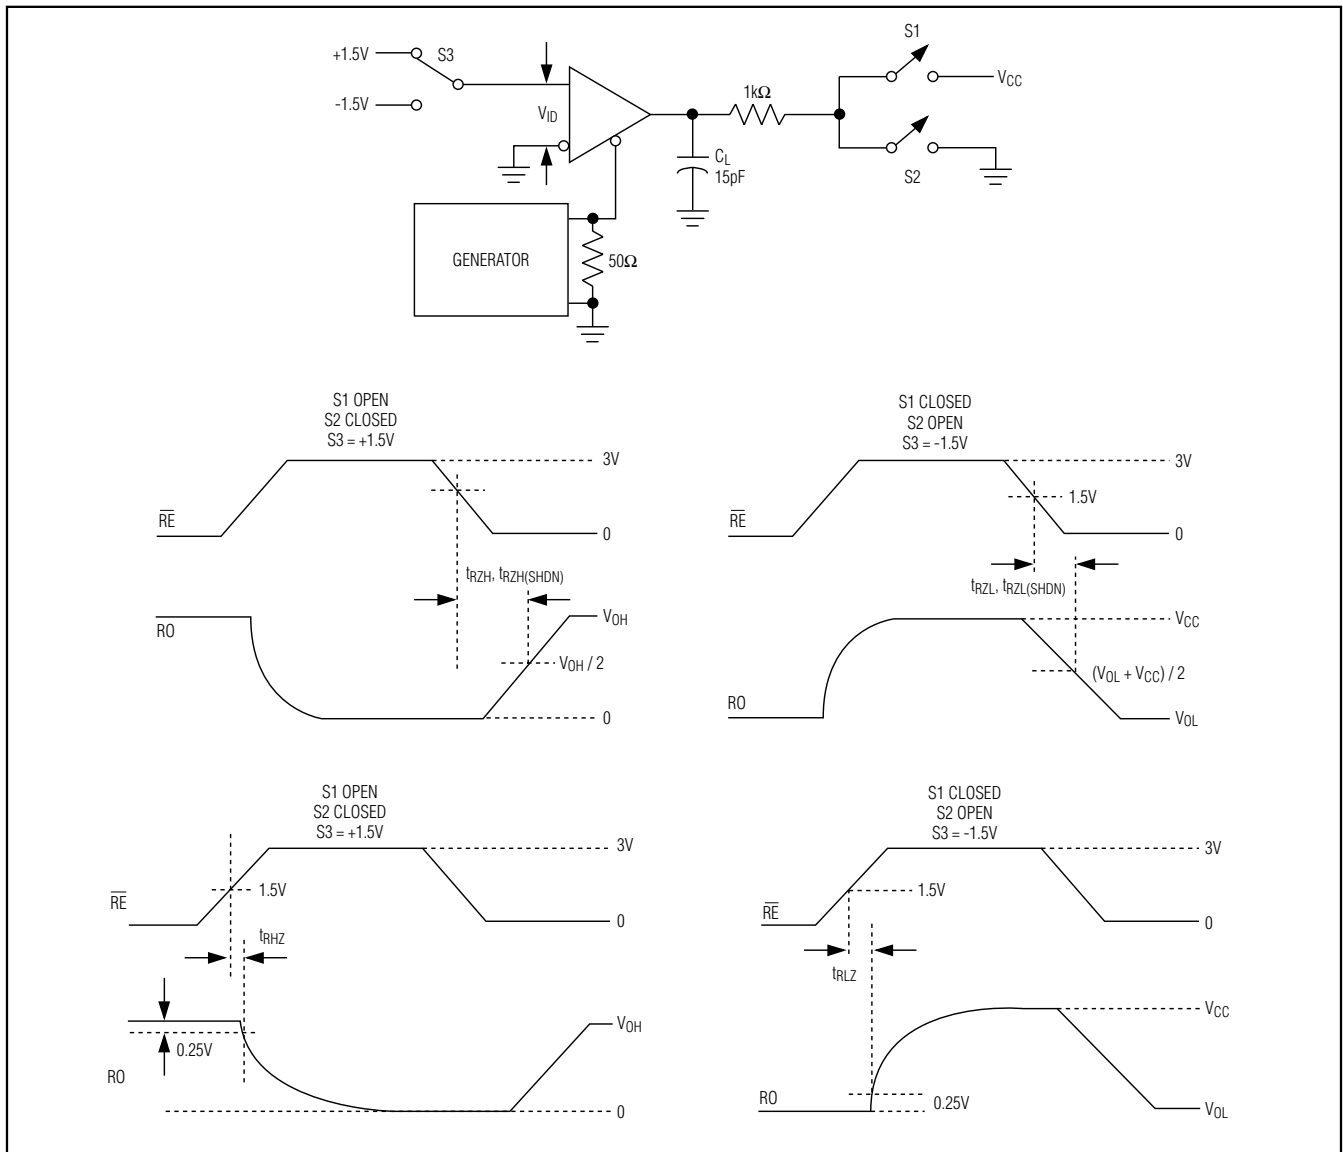 +1.5V
S3
-1.5V
V_ID
1kΩ
S1
V_CC
S2
C_L
15pF
GENERATOR
50Ω
S1 OPEN
S2 CLOSED
S3 = +1.5V
3V
R̅E̅
0
t_RZH, t_RZH(SHDN)
RO
V_OH
V_OH / 2
0
S1 CLOSED
S2 OPEN
S3 = -1.5V
3V
1.5V
R̅E̅
0
t_RZL, t_RZL(SHDN)
V_CC
(V_OL + V_CC) / 2
RO
V_OL
S1 OPEN
S2 CLOSED
S3 = +1.5V
3V
1.5V
R̅E̅
0
t_RHZ
V_OH
0.25V
RO
0
S1 CLOSED
S2 OPEN
S3 = -1.5V
3V
1.5V
R̅E̅
0
t_RLZ
V_CC
RO
0.25V
V_OL